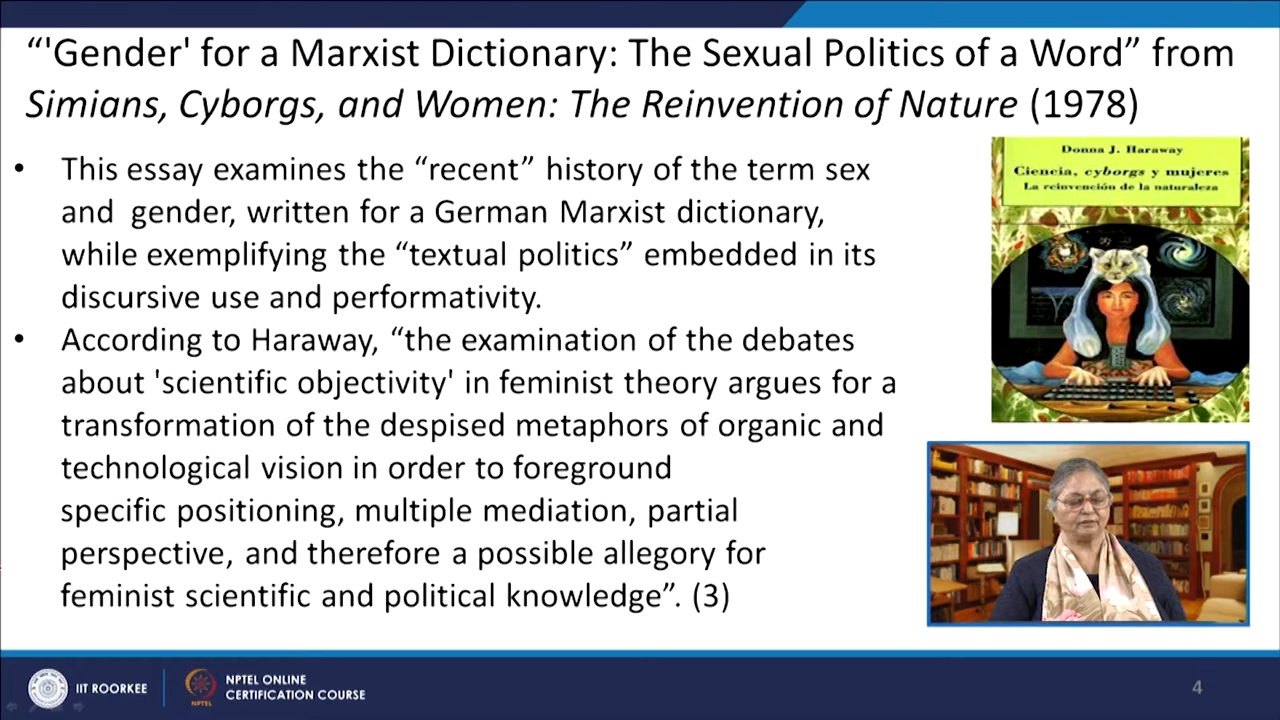 “'Gender' for a Marxist Dictionary: The Sexual Politics of a Word” from
Simians, Cyborgs, and Women: The Reinvention of Nature (1978)
• This essay examines the “recent” history of the term sex
and gender, written for a German Marxist dictionary,
while exemplifying the “textual politics” embedded in its
discursive use and performativity.
• According to Haraway, “the examination of the debates
about 'scientific objectivity' in feminist theory argues for a
transformation of the despised metaphors of organic and
technological vision in order to foreground
specific positioning, multiple mediation, partial
perspective, and therefore a possible allegory for
feminist scientific and political knowledge”. (3)
Donna J. Haraway
Ciencia, cyborgs y mujeres
La reinvención de la naturaleza
IIT ROORKEE
NPTEL
NPTEL ONLINE
CERTIFICATION COURSE
4